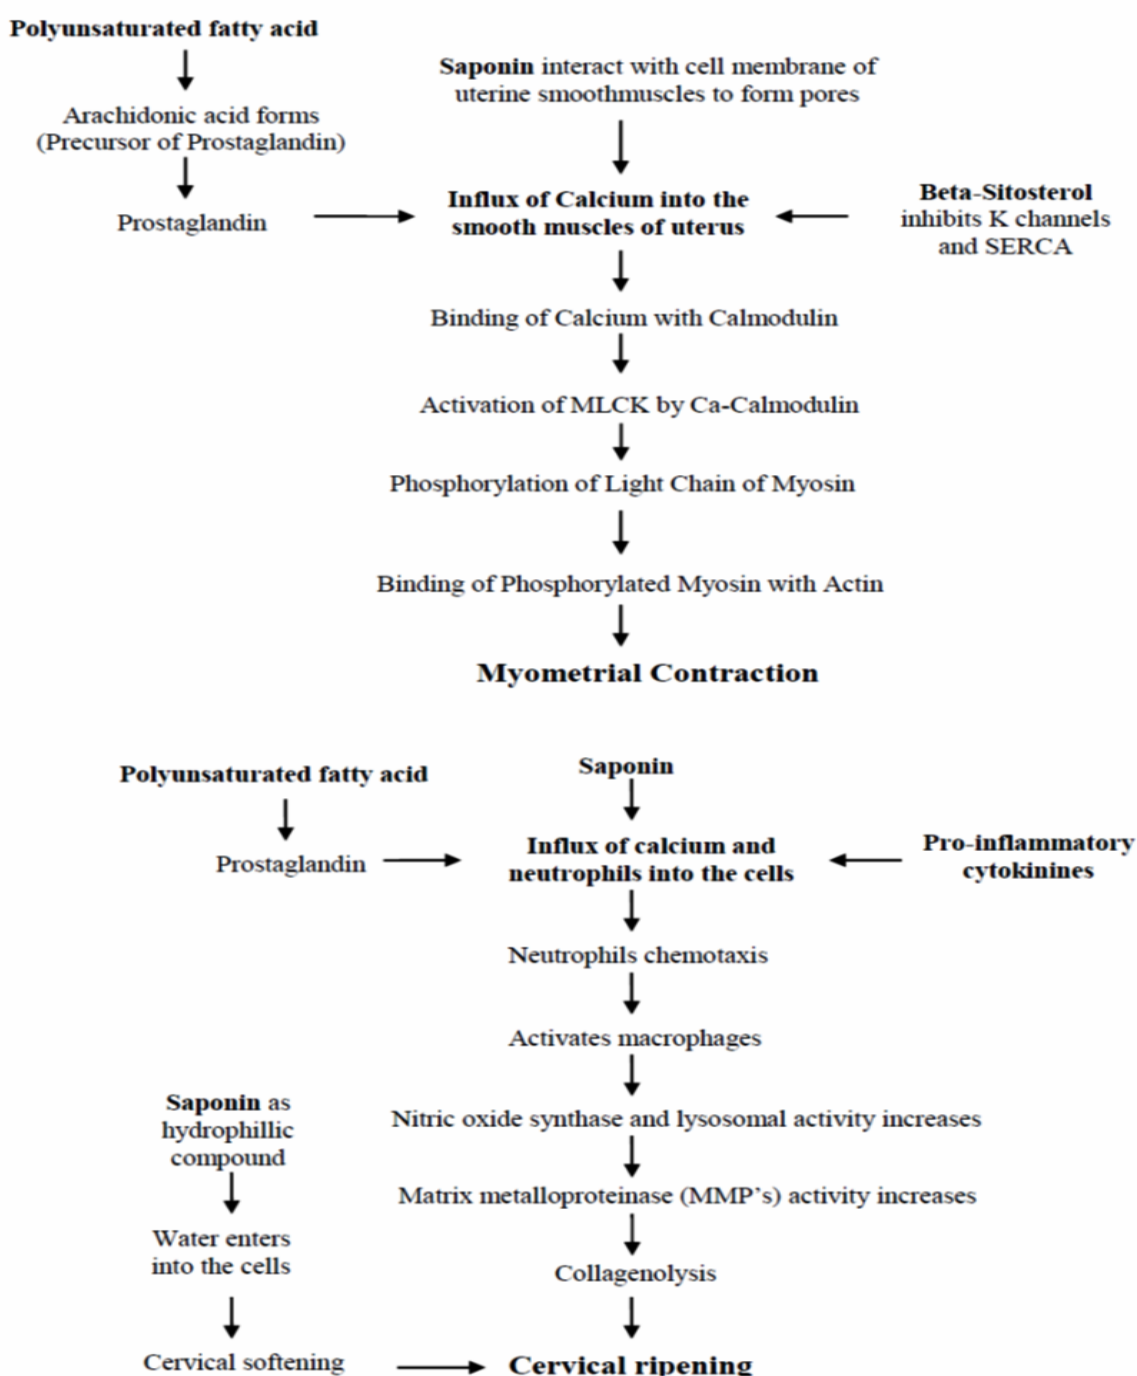 Polyunsaturated fatty acid
Arachidonic acid forms
(Precursor of Prostaglandin)
Prostaglandin
Saponin interact with cell membrane of
uterine smoothmuscles to form pores
Influx of Calcium into the
smooth muscles of uterus
Beta-Sitosterol
inhibits K channels
and SERCA
Binding of Calcium with Calmodulin
Activation of MLCK by Ca-Calmodulin
Phosphorylation of Light Chain of Myosin
Binding of Phosphorylated Myosin with Actin
Myometrial Contraction
Polyunsaturated fatty acid
Prostaglandin
Saponin
Influx of calcium and
neutrophils into the cells
Pro-inflammatory
cytokinines
Neutrophils chemotaxis
Activates macrophages
Nitric oxide synthase and lysosomal activity increases
Matrix metalloproteinase (MMP's) activity increases
Collagenolysis
Saponin as
hydrophillic
compound
Water enters
into the cells
Cervical softening
Cervical ripening